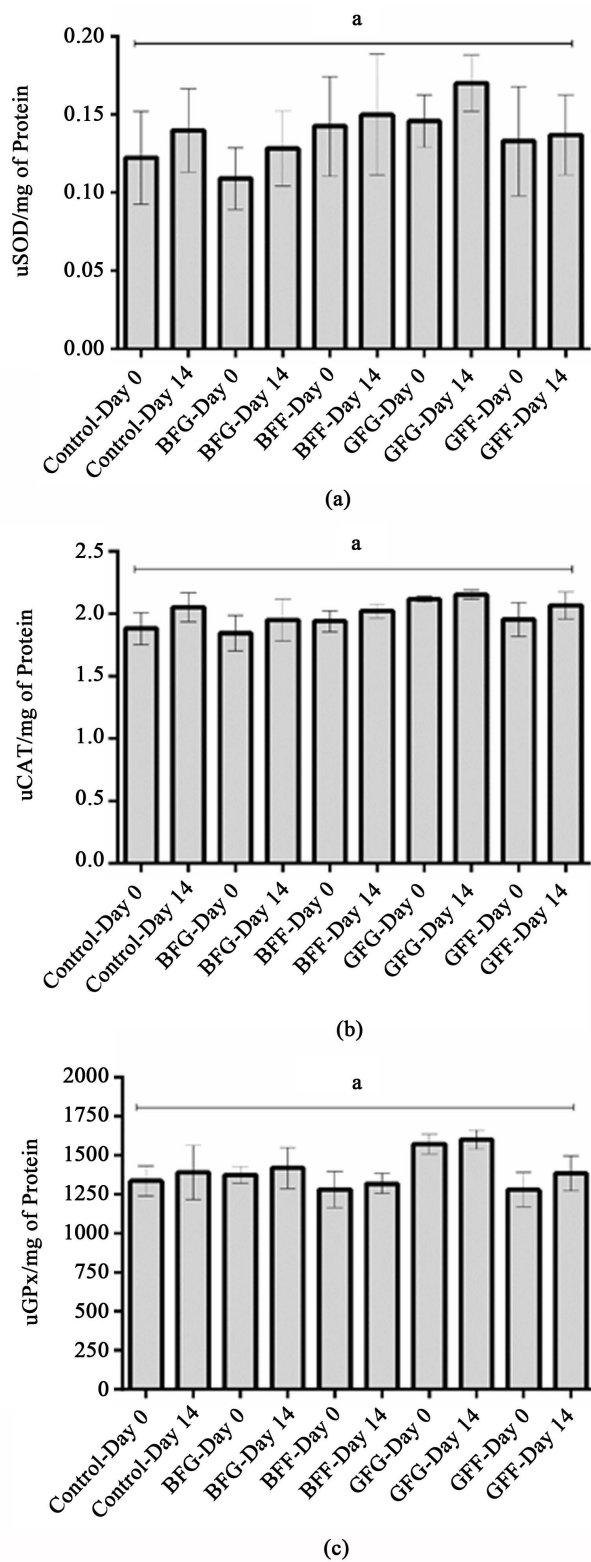 a
uSOD/mg of Protein
0.20
0.15
0.10
0.05
0.00
Control-Day 0
Control-Day 14
BFG-Day 0
BFG-Day 14
BFF-Day 0
BFF-Day 14
GFG-Day 0
GFG-Day 14
GFF-Day 0
GFF-Day 14
(a)
a
uCAT/mg of Protein
2.5
2.0
1.5
1.0
0.5
0.0
Control-Day 0
Control-Day 14
BFG-Day 0
BFG-Day 14
BFF-Day 0
BFF-Day 14
GFG-Day 0
GFG-Day 14
GFF-Day 0
GFF-Day 14
(b)
a
uGPx/mg of Protein
2000
1750
1500
1250
1000
750
500
250
0
Control-Day 0
Control-Day 14
BFG-Day 0
BFG-Day 14
BFF-Day 0
BFF-Day 14
GFG-Day 0
GFG-Day 14
GFF-Day 0
GFF-Day 14
(c)